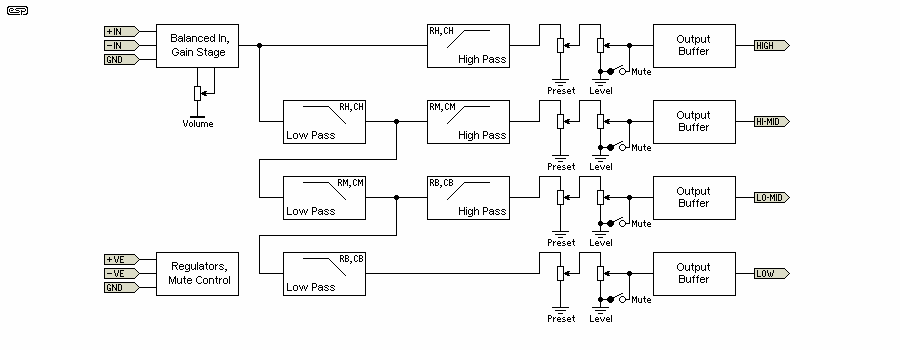 esp
+IN
−IN
GND
Balanced In,
Gain Stage
Volume
RH,CH
High Pass
Preset
Level
Mute
Output
Buffer
HIGH
RH,CH
Low Pass
RM,CM
High Pass
Preset
Level
Mute
Output
Buffer
HI-MID
RM,CM
Low Pass
RB,CB
High Pass
Preset
Level
Mute
Output
Buffer
LO-MID
+VE
−VE
GND
Regulators,
Mute Control
RB,CB
Low Pass
Preset
Level
Mute
Output
Buffer
LOW